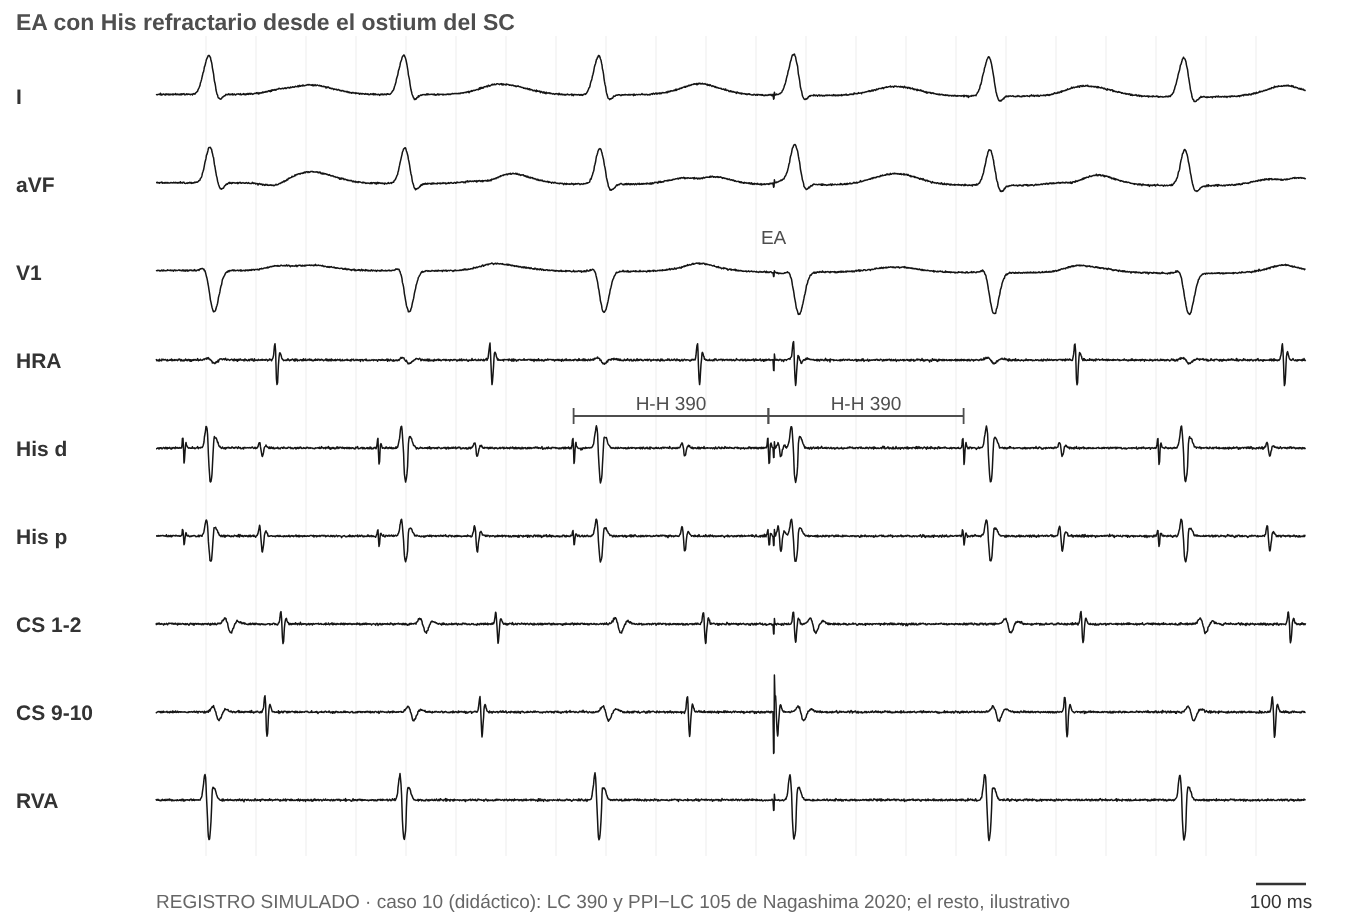 EA con His refractario desde el ostium del SC
I
aVF
EA
V1
HRA
H-H 390 H-H 390
His d
His p
CS 1-2
CS 9-10
RVA
REGISTRO SIMULADO · caso 10 (didáctico): LC 390 y PPI−LC 105 de Nagashima 2020; el resto, ilustrativo
100 ms